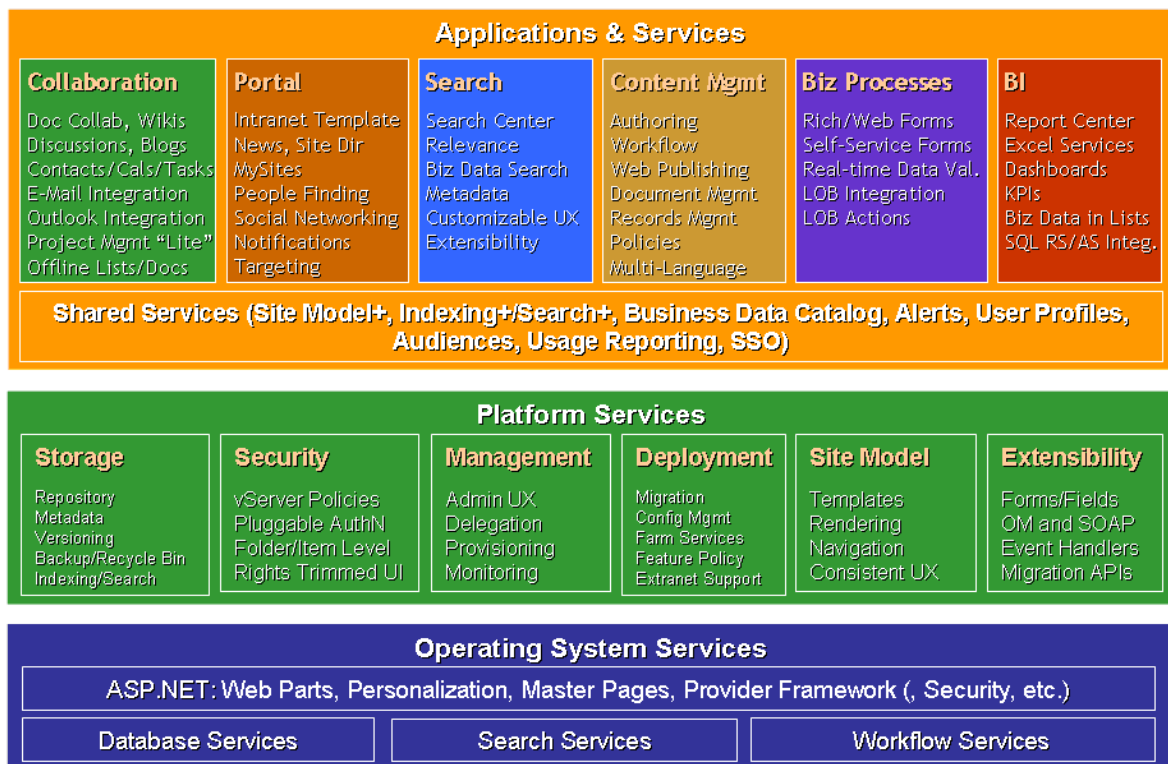 Applications & Services
Collaboration
Doc Collab, Wikis
Discussions, Blogs
Contacts/Cals/Tasks
E-Mail Integration
Outlook Integration
Project Mgmt “Lite”
Offline Lists/Docs
Portal
Intranet Template
News, Site Dir
MySites
People Finding
Social Networking
Notifications
Targeting
Search
Search Center
Relevance
Biz Data Search
Metadata
Customizable UX
Extensibility
Content Mgmt
Authoring
Workflow
Web Publishing
Document Mgmt
Records Mgmt
Policies
Multi-Language
Biz Processes
Rich/Web Forms
Self-Service Forms
Real-time Data Val.
LOB Integration
LOB Actions
BI
Report Center
Excel Services
Dashboards
KPIs
Biz Data in Lists
SQL RS/AS Integ.
Shared Services (Site Model+, Indexing+/Search+, Business Data Catalog, Alerts, User Profiles,
Audiences, Usage Reporting, SSO)
Platform Services
Storage
Repository
Metadata
Versioning
Backup/Recycle Bin
Indexing/Search
Security
vServer Policies
Pluggable AuthN
Folder/Item Level
Rights Trimmed UI
Management
Admin UX
Delegation
Provisioning
Monitoring
Deployment
Migration
Config Mgmt
Farm Services
Feature Policy
Extranet Support
Site Model
Templates
Rendering
Navigation
Consistent UX
Extensibility
Forms/Fields
OM and SOAP
Event Handlers
Migration APIs
Operating System Services
ASP.NET: Web Parts, Personalization, Master Pages, Provider Framework (, Security, etc.)
Database Services
Search Services
Workflow Services